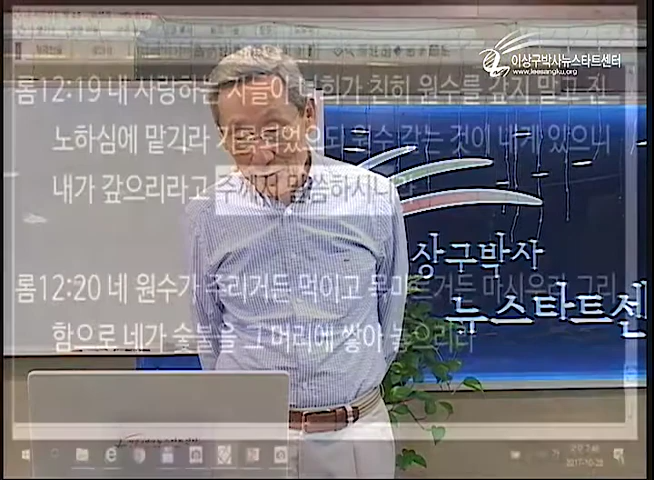 이상구박사뉴스타트센터
www.leesangku.org
롬12:19 내 사랑하는 자들아 너희가 친히 원수를 갚지 말고 진
노하심에 맡기라 기록되었으되 원수 갚는 것이 내게 있으니
내가 갚으리라고 주께서 말씀하시니라
상구박사
뉴스타트센
롬12:20 네 원수가 주리거든 먹이고 목마르거든 마시우라 그리
함으로 네가 숯불을 그 머리에 쌓아 놓으리라